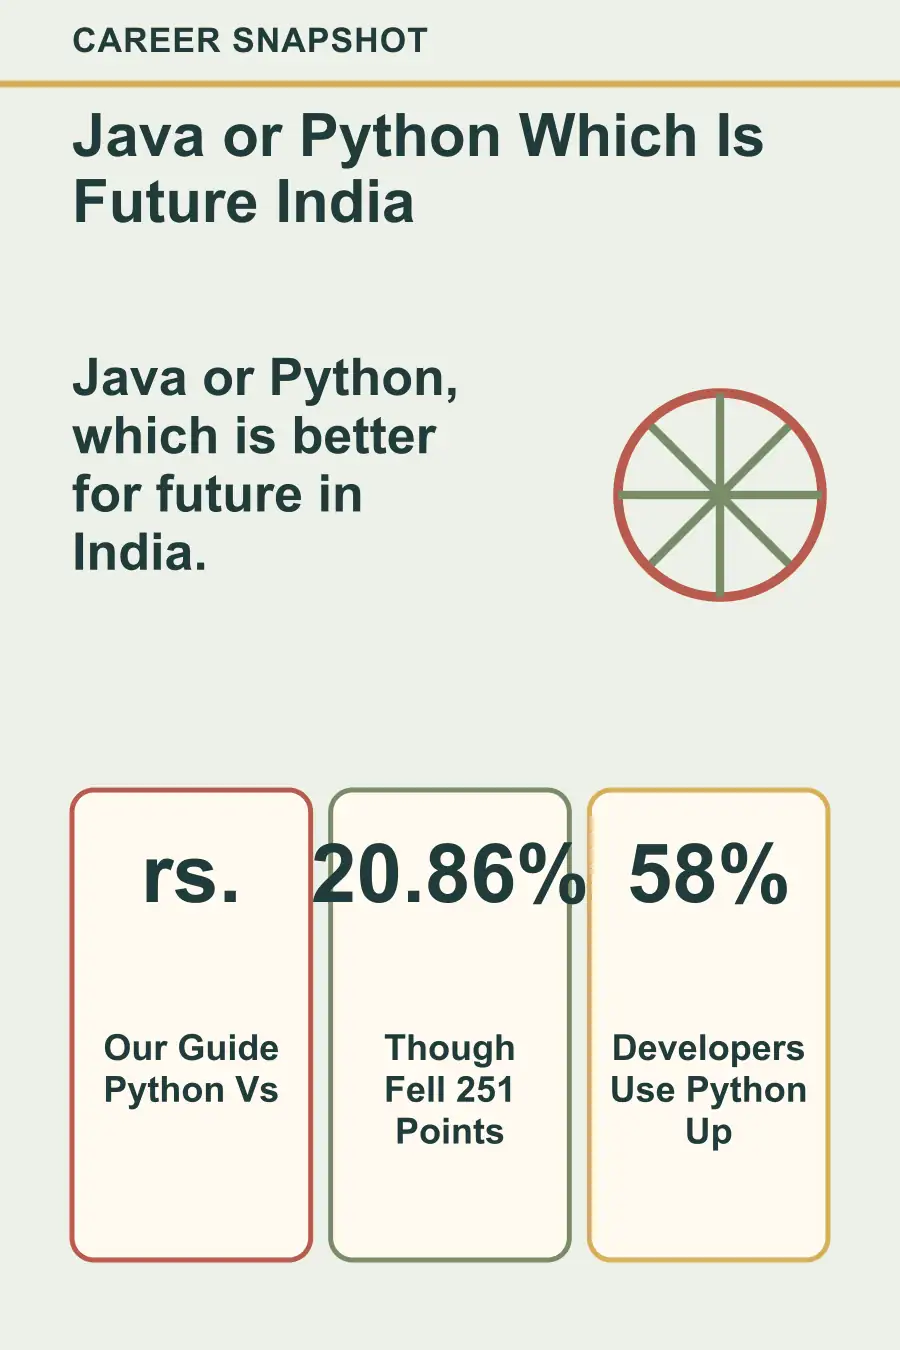 CAREER SNAPSHOT
Java or Python Which Is
Future India
Java or Python,
which is better
for future in
India.
rs.
Our Guide
Python Vs
20.86%
Though
Fell 251
Points
58%
Developers
Use Python
Up